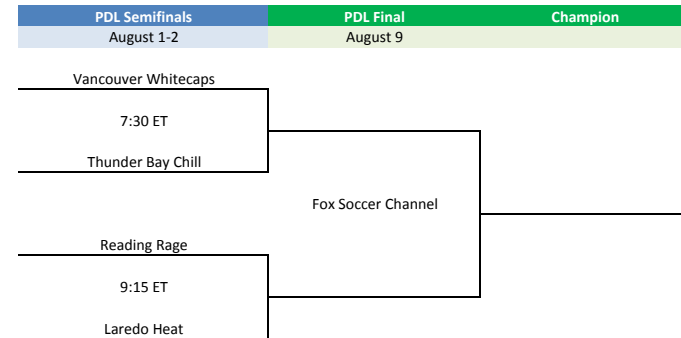 PDL Semifinals PDL Final Champion
August 1-2 August 9
Vancouver Whitecaps
7:30 ET
Thunder Bay Chill
Fox Soccer Channel
Reading Rage
9:15 ET
Laredo Heat